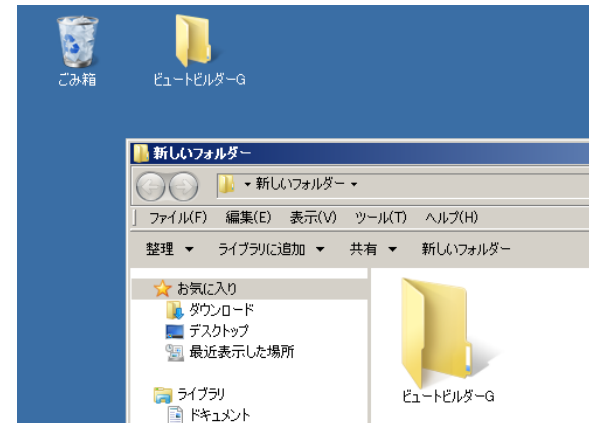 ごみ箱
ビュートビルダーG
新しいフォルダー
新しいフォルダー
ファイル(F) 編集(E) 表示(V) ツール(T) ヘルプ(H)
整理 ライブラリに追加 共有 新しいフォルダー
お気に入り
ダウンロード
デスクトップ
最近表示した場所
ライブラリ
ドキュメント
ビュートビルダーG